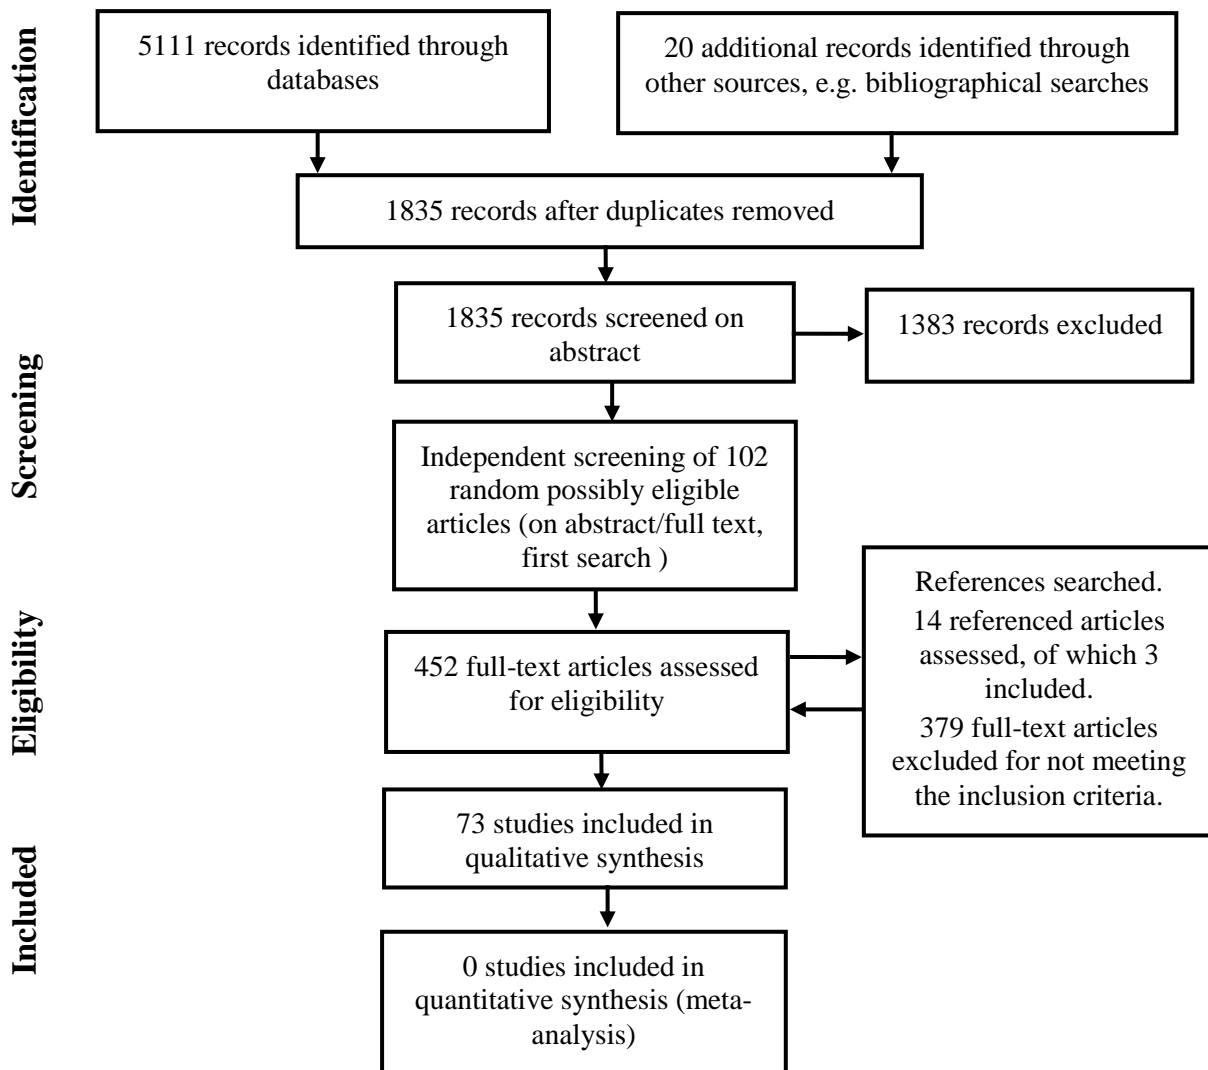 Identification
5111 records identified through
databases
20 additional records identified through
other sources, e.g. bibliographical searches
1835 records after duplicates removed
Screening
1835 records screened on
abstract
1383 records excluded
Independent screening of 102
random possibly eligible
articles (on abstract/full text,
first search )
Eligibility
452 full-text articles assessed
for eligibility
References searched.
14 referenced articles
assessed, of which 3
included.
379 full-text articles
excluded for not meeting
the inclusion criteria.
Included
73 studies included in
qualitative synthesis
0 studies included in
quantitative synthesis (meta-
analysis)